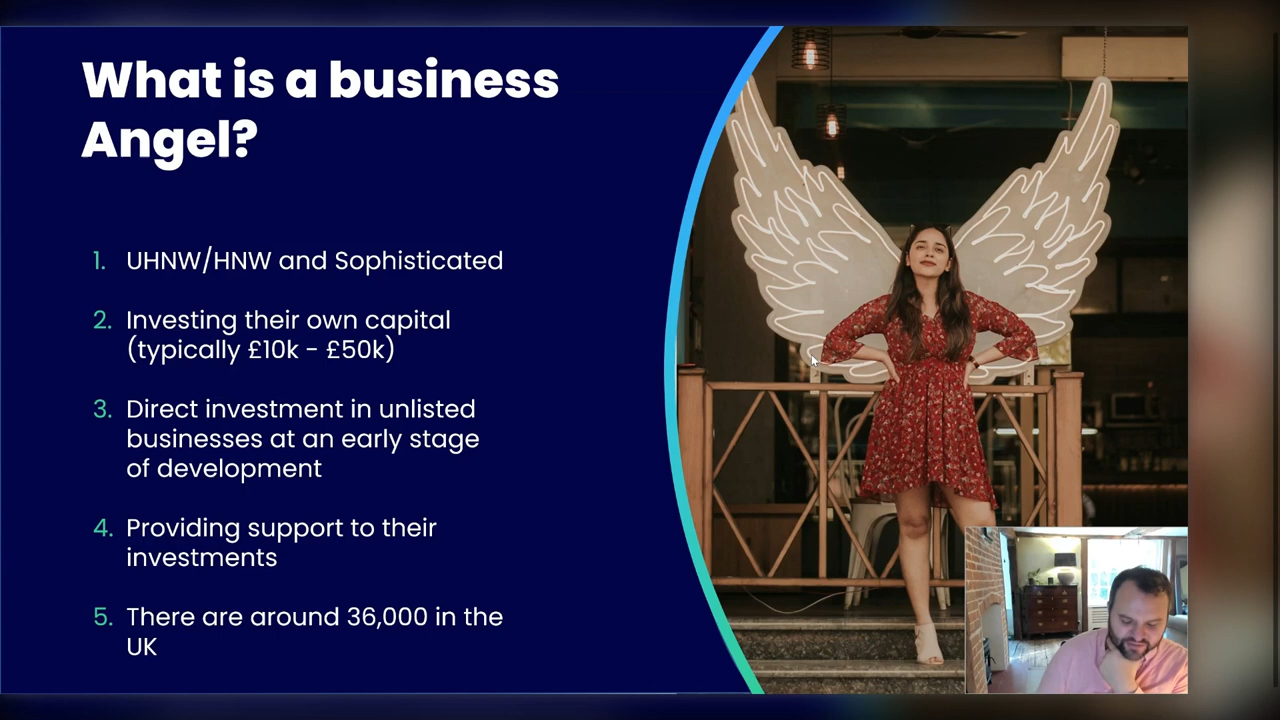 What is a business
Angel?
1. UHNW/HNW and Sophisticated
2. Investing their own capital
(typically £10k - £50k)
3. Direct investment in unlisted
businesses at an early stage
of development
4. Providing support to their
investments
5. There are around 36,000 in the
UK